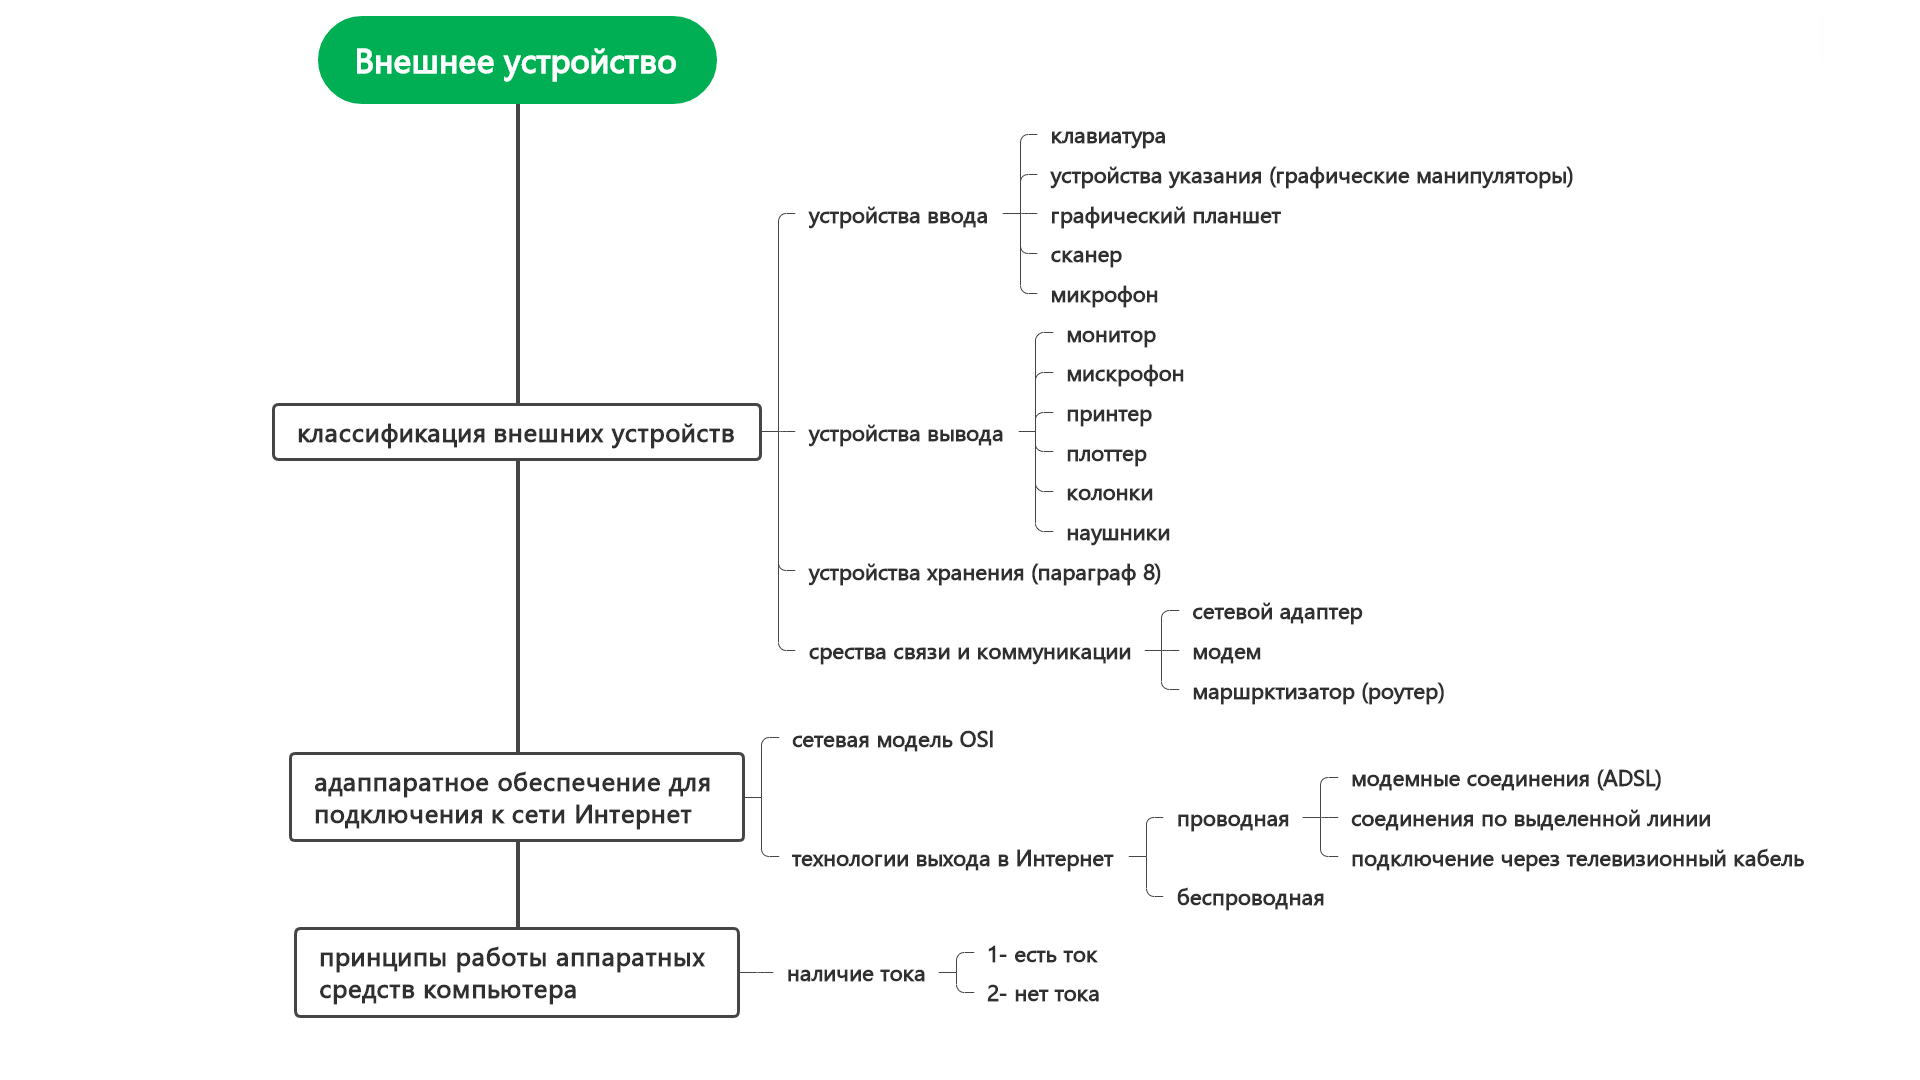 Внешнее устройство
классификация внешних устройств
устройства ввода
клавиатура
устройства указания (графические манипуляторы)
графический планшет
сканер
микрофон
устройства вывода
монитор
мискрофон
принтер
плоттер
колонки
наушники
устройства хранения (параграф 8)
срества связи и коммуникации
сетевой адаптер
модем
маршрктизатор (роутер)
адаппаратное обеспечение для
подключения к сети Интернет
сетевая модель OSI
технологии выхода в Интернет
проводная
модемные соединения (ADSL)
соединения по выделенной линии
подключение через телевизионный кабель
беспроводная
принципы работы аппаратных
средств компьютера
наличие тока
1- есть ток
2- нет тока